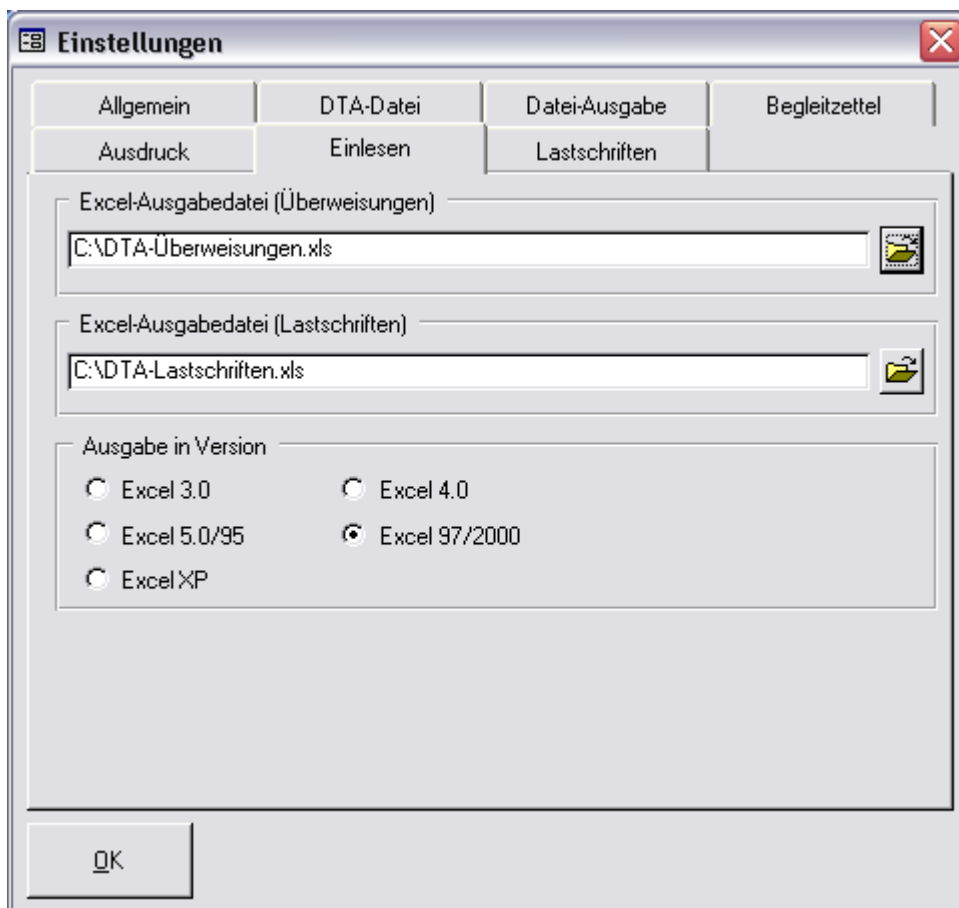 Einstellungen
Allgemein DTA-Datei Datei-Ausgabe Begleitzettel
Ausdruck Einlesen Lastschriften
Excel-Ausgabedatei (Überweisungen)
C:\DTA-Überweisungen.xls
Excel-Ausgabedatei (Lastschriften)
C:\DTA-Lastschriften.xls
Ausgabe in Version
Excel 3.0 Excel 4.0
Excel 5.0/95 Excel 97/2000
Excel XP
OK